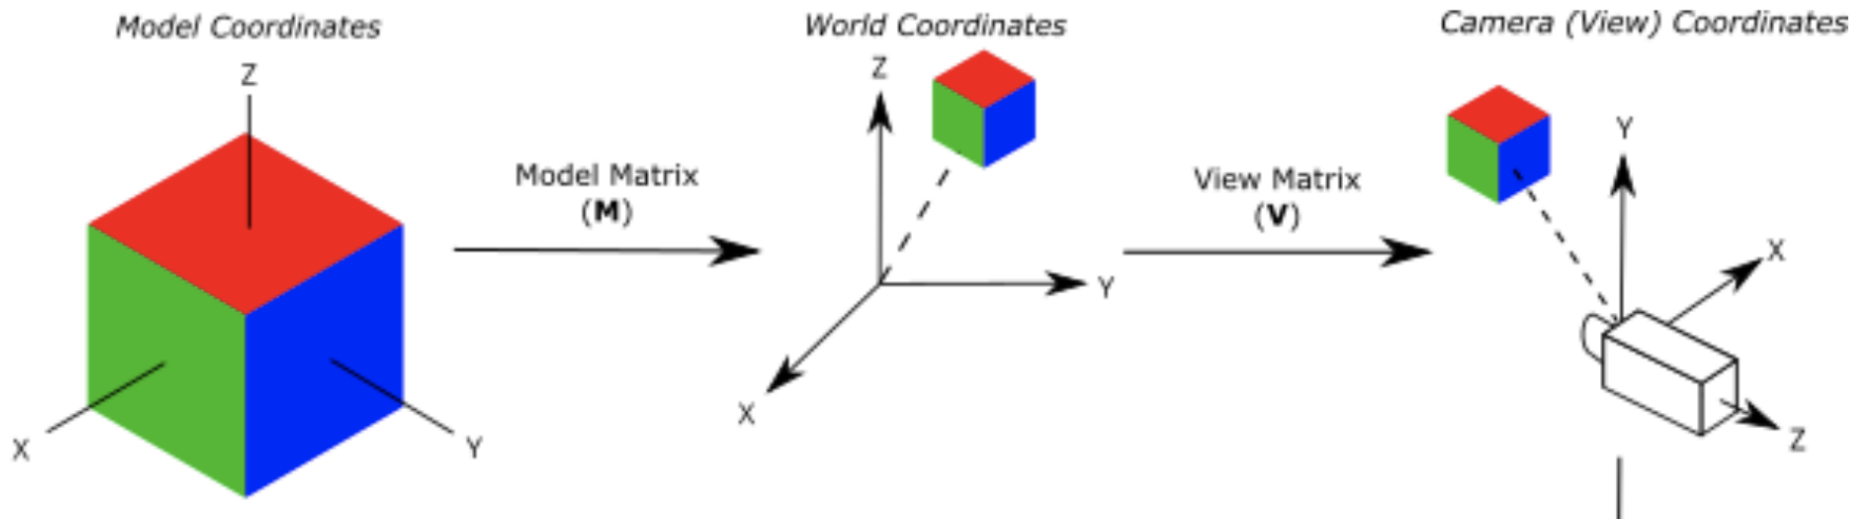 Model Coordinates
Z
X
Y
Model Matrix
(M)
World Coordinates
Z
Y
X
View Matrix
(V)
Camera (View) Coordinates
Y
X
Z